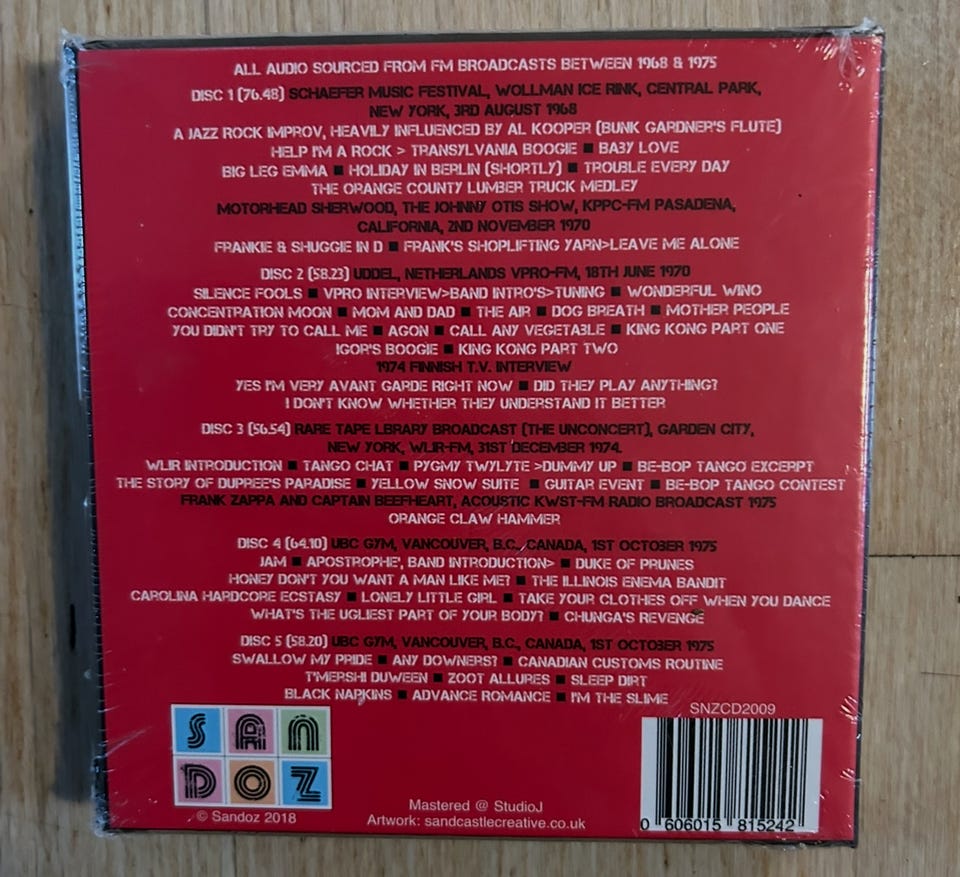 ALL AUDIO SOURCED FROM FM BROADCASTS BETWEEN 1968 & 1975
DISC 1 (76.48) SCHAEFER MUSIC FESTIVAL, WOLLMAN ICE RINK, CENTRAL PARK,
NEW YORK, 3RD AUGUST 1968
A JAZZ ROCK IMPROV, HEAVILY INFLUENCED BY AL KOOPER (BUNK GARDNER'S FLUTE)
HELP I'M A ROCK > TRANSYLVANIA BOOGIE ■ BABY LOVE
BIG LEG EMMA ■ HOLIDAY IN BERLIN (SHORTLY) ■ TROUBLE EVERY DAY
THE ORANGE COUNTY LUMBER TRUCK MEDLEY
MOTORHEAD SHERWOOD, THE JOHNNY OTIS SHOW, KPPC-FM PASADENA,
CALIFORNIA, 2ND NOVEMBER 1970
FRANKIE & SHUGGIE IN D ■ FRANK'S SHOPLIFTING YARN>LEAVE ME ALONE
DISC 2 (58.23) UDDEL, NETHERLANDS VPRO-FM, 18TH JUNE 1970
SILENCE FOOLS ■ VPRO INTERVIEW>BAND INTRO'S>TUNING ■ WONDERFUL WINO
CONCENTRATION MOON ■ MOM AND DAD ■ THE AIR ■ DOG BREATH ■ MOTHER PEOPLE
YOU DIDN'T TRY TO CALL ME ■ AGON ■ CALL ANY VEGETABLE ■ KING KONG PART ONE
IGOR'S BOOGIE ■ KING KONG PART TWO
1974 FINNISH T.V. INTERVIEW
YES I'M VERY AVANT GARDE RIGHT NOW ■ DID THEY PLAY ANYTHING?
I DON'T KNOW WHETHER THEY UNDERSTAND IT BETTER
DISC 3 (56.54) RARE TAPE LBRARY BROADCAST (THE UNCONCERT), GARDEN CITY,
NEW YORK, WLIR-FM, 31ST DECEMBER 1974.
WLIR INTRODUCTION ■ TANGO CHAT ■ PYGMY TWYLYTE >DUMMY UP ■ BE-BOP TANGO EXCERPT
THE STORY OF DUPREE'S PARADISE ■ YELLOW SNOW SUITE ■ GUITAR EVENT ■ BE-BOP TANGO CONTEST
FRANK ZAPPA AND CAPTAIN BEEFHEART, ACOUSTIC KWST-FM RADIO BROADCAST 1975
ORANGE CLAW HAMMER
DISC 4 (64.10) UBC GYM, VANCOUVER, B.C., CANADA, 1ST OCTOBER 1975
JAM ■ APOSTROPHE', BAND INTRODUCTION> ■ DUKE OF PRUNES
HONEY DON'T YOU WANT A MAN LIKE ME? ■ THE ILLINOIS ENEMA BANDIT
CAROLINA HARDCORE ECSTASY ■ LONELY LITTLE GIRL ■ TAKE YOUR CLOTHES OFF WHEN YOU DANCE
WHAT'S THE UGLIEST PART OF YOUR BODY? ■ CHUNGA'S REVENGE
DISC 5 (58.20) UBC GYM, VANCOUVER, B.C., CANADA, 1ST OCTOBER 1975
SWALLOW MY PRIDE ■ ANY DOWNERS? ■ CANADIAN CUSTOMS ROUTINE
T'MERSHI DUWEEN ■ ZOOT ALLURES ■ SLEEP DIRT
BLACK NAPKINS ■ ADVANCE ROMANCE ■ I'M THE SLIME
SAN
DOZ
© Sandoz 2018
Mastered @ StudioJ
Artwork: sandcastlecreative.co.uk
SNZCD2009
0 606015 815242